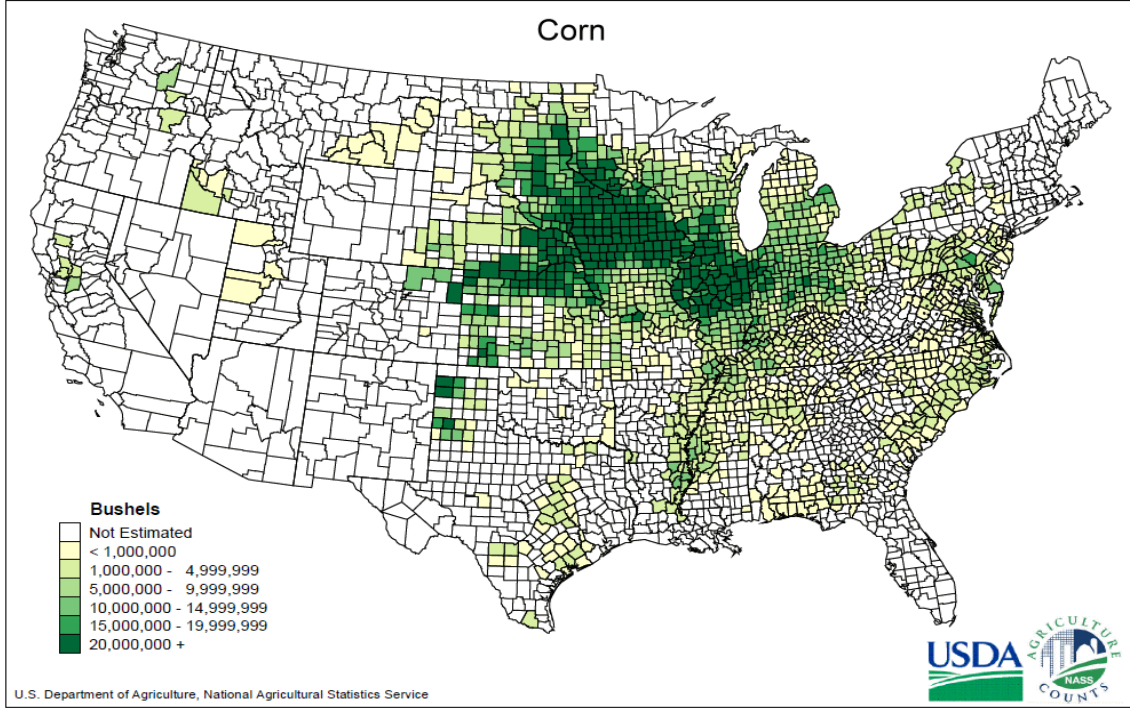 Corn
Bushels
Not Estimated
< 1,000,000
1,000,000 - 4,999,999
5,000,000 - 9,999,999
10,000,000 - 14,999,999
15,000,000 - 19,999,999
20,000,000 +
U.S. Department of Agriculture, National Agricultural Statistics Service
USDA
AGRICULTURE
NASS
COUNTS